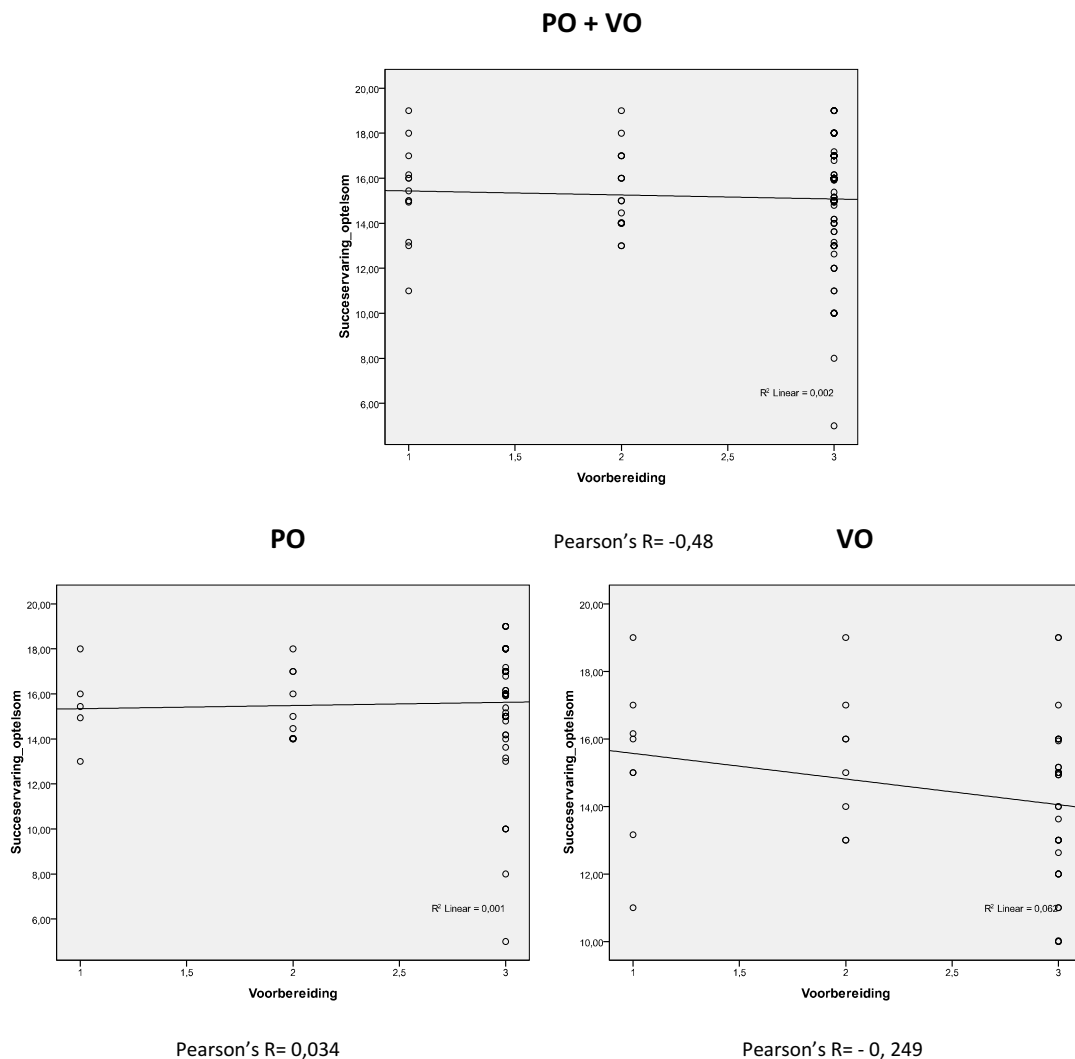 PO + VO
20,00
18,00
16,00
14,00
12,00
10,00
8,00
6,00
Succeservaring_optelsom
R² Linear = 0,002
1
1,5
2
2,5
3
Voorbereiding
PO
Pearson's R= -0,48
VO
20,00
18,00
16,00
14,00
12,00
10,00
8,00
6,00
Succeservaring_optelsom
R² Linear = 0,001
1
1,5
2
2,5
3
Voorbereiding
20,00
18,00
16,00
14,00
12,00
10,00
Succeservaring_optelsom
R² Linear = 0,062
1
1,5
2
2,5
3
Voorbereiding
Pearson's R= 0,034
Pearson's R= - 0, 249